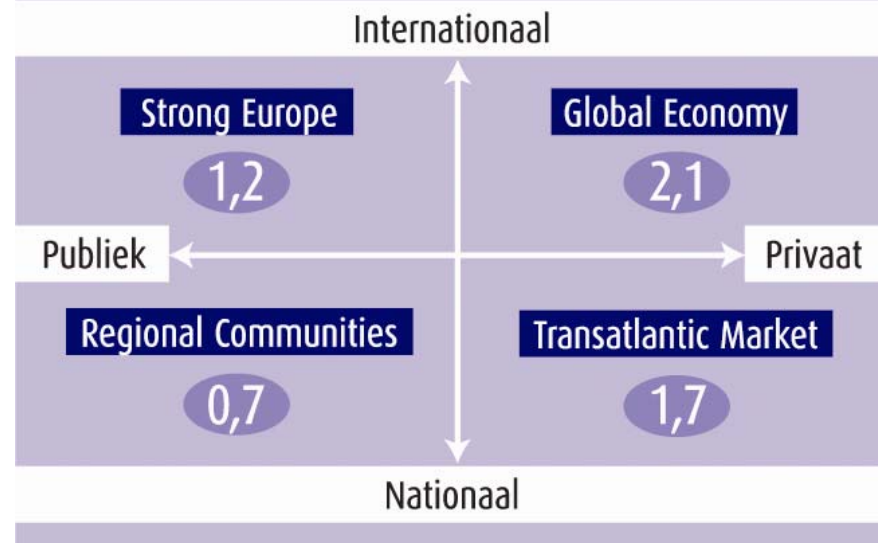 Internationaal
Strong Europe
Global Economy
1,2
2,1
Publiek
Privaat
Regional Communities
Transatlantic Market
0,7
1,7
Nationaal